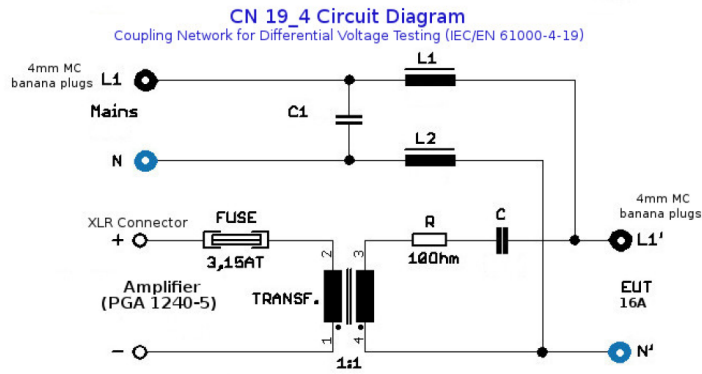 CN 19_4 Circuit Diagram
Coupling Network for Differential Voltage Testing (IEC/EN 61000-4-19)
4mm MC
banana plugs L1
L1
Mains
C1
L2
N
4mm MC
banana plugs
XLR Connector
FUSE
R
C
+
L1'
3,15AT
10Ohm
2
3
Amplifier
(PGA 1240-5)
TRANSF.
EUT
16A
1
4
-
N'
1:1